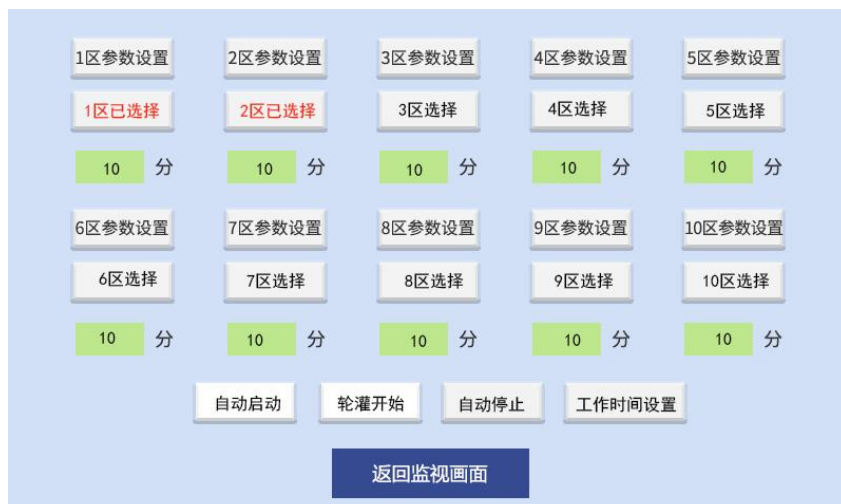 1区参数设置 2区参数设置 3区参数设置 4区参数设置 5区参数设置
1区已选择 2区已选择 3区选择 4区选择 5区选择
10 分 10 分 10 分 10 分 10 分
6区参数设置 7区参数设置 8区参数设置 9区参数设置 10区参数设置
6区选择 7区选择 8区选择 9区选择 10区选择
10 分 10 分 10 分 10 分 10 分
自动启动 轮灌开始 自动停止 工作时间设置
返回监视画面